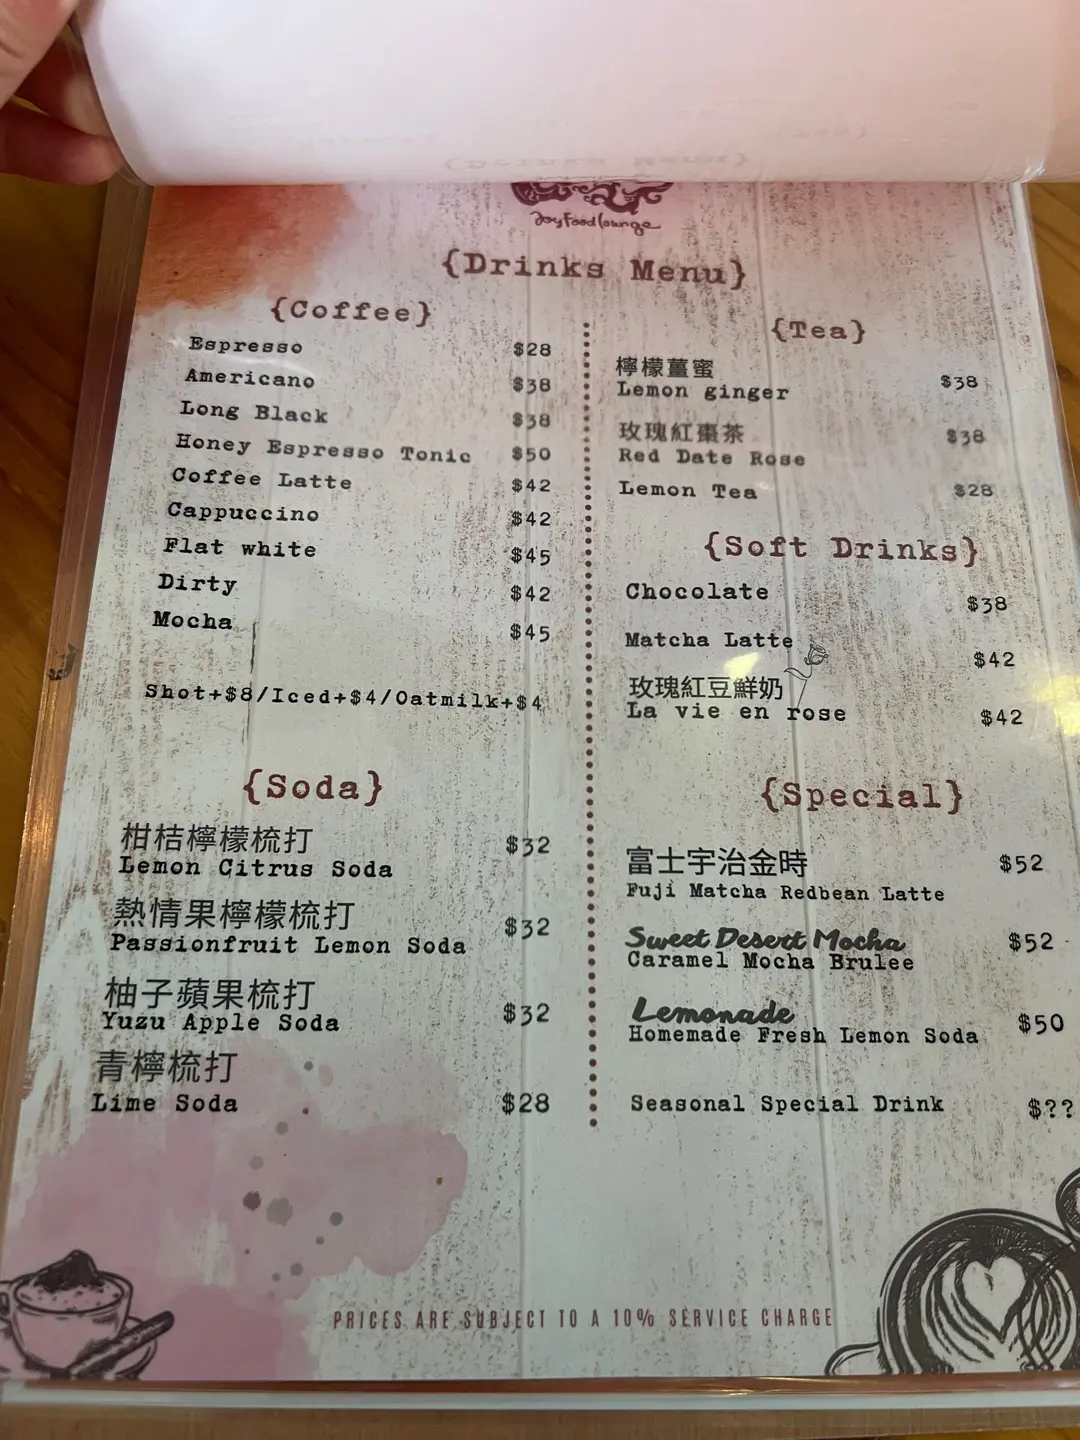 JoyFoodlounge
{Drinks Menu}
{Coffee}
Espresso $28
Americano $38
Long Black $38
Honey Espresso Tonic $50
Coffee Latte $42
Cappuccino $42
Flat white $45
Dirty $42
Mocha $45
Shot+$8/Iced+$4/Oatmilk+$4
{Soda}
柑桔檸檬梳打 $32
Lemon Citrus Soda
熱情果檸檬梳打 $32
Passionfruit Lemon Soda
柚子蘋果梳打 $32
Yuzu Apple Soda
青檸梳打
Lime Soda $28
{Tea}
檸檬薑蜜
Lemon ginger $38
玫瑰紅棗茶 $38
Red Date Rose
Lemon Tea $28
{Soft Drinks}
Chocolate $38
Matcha Latte $42
玫瑰紅豆鮮奶
La vie en rose $42
{Special}
富士宇治金時 $52
Fuji Matcha Redbean Latte
Sweet Desert Mocha $52
Caramel Mocha Brulee
Lemonade $50
Homemade Fresh Lemon Soda
Seasonal Special Drink $??
PRICES ARE SUBJECT TO A 10% SERVICE CHARGE